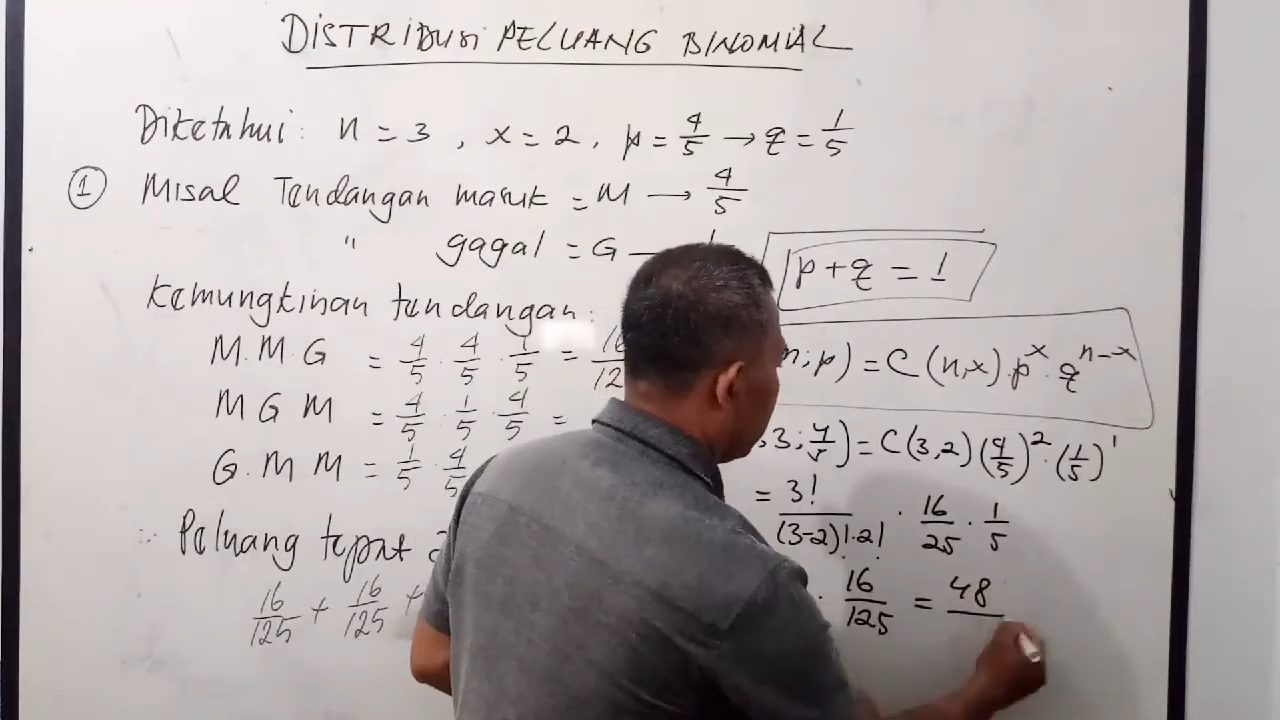 DISTRIBUSI PELUANG BINOMIAL
Diketahui: n = 3 , x = 2 , p = 4/5 → q = 1/5
① Misal Tendangan masuk = M → 4/5
" gagal = G —
p + q = 1
Kemungkinan tendangan:
M.M.G = 4/5 . 4/5 . 1/5 =
n;p) = C(n,x).p^x.q^(n-x)
M G M = 4/5 . 1/5 . 4/5 =
,3;4/5) = C(3,2)(4/5)^2.(1/5)^1
G.M M = 1/5 . 4/5
= 3!/((3-2)!.2!) . 16/25 . 1/5
∴ Peluang tepat
. 16/125 = 48
16/125 + 16/125 +